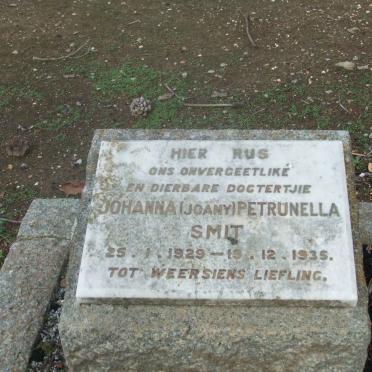 HIER RUS
ONS ONVERGEETLIKE
EN DIERBARE DOGTERTJIE
JOHANNA (JOANY) PETRUNELLA
SMIT
25. 1. 1929 — 19. 12. 1935.
TOT WEERSIENS LIEFLING.